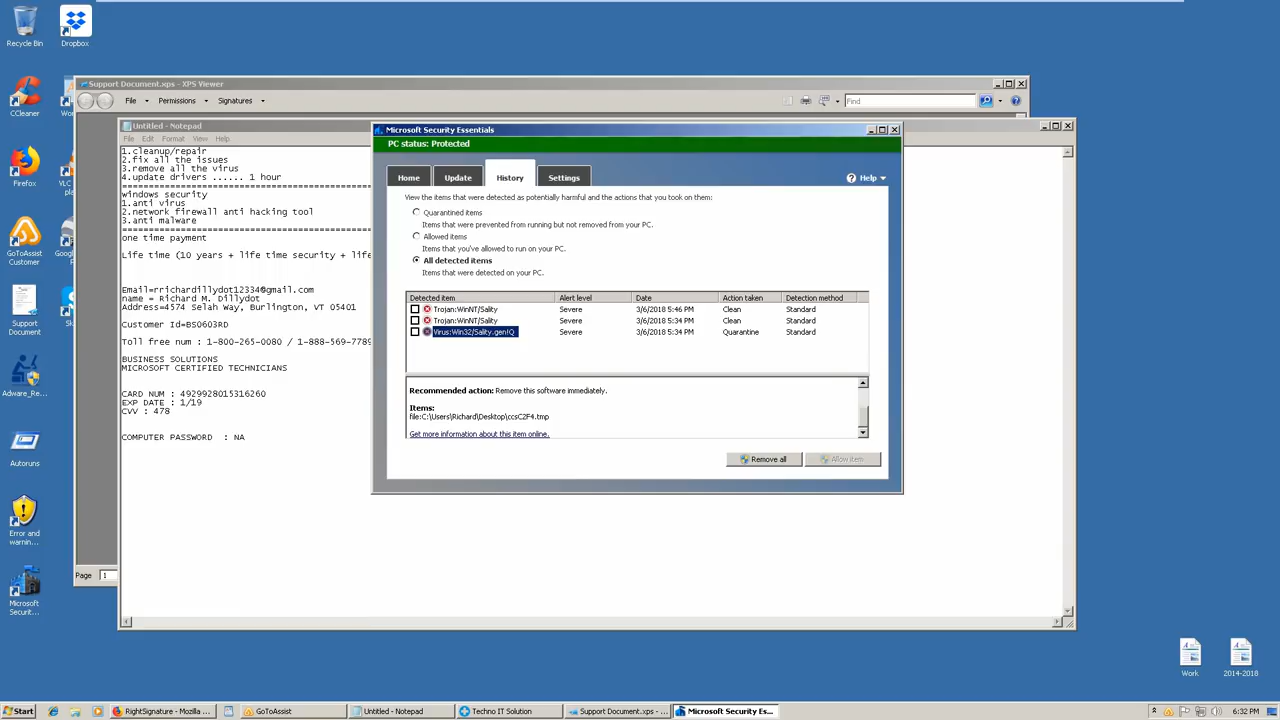 Recycle Bin
Dropbox
CCleaner
Firefox
GoToAssist
Customer
Support
Document
Adware_Re...
Autoruns
Error and
warnin...
Microsoft
Securit...
Support Document.xps - XPS Viewer
File
Permissions
Signatures
Find
Page
1
Untitled - Notepad
File Edit Format View Help
1.cleanup/repair
2.fix all the issues
3.remove all the virus
4.update drivers ...... 1 hour
windows security
1.anti virus
2.network firewall anti hacking tool
3.anti malware
one time payment
Life time (10 years + life time security + life
Email=rrichardillydot12334@gmail.com
name = Richard M. Dillydot
Address=4574 Selah Way, Burlington, VT 05401
Customer Id=BS0603RD
Toll free num : 1-800-265-0080 / 1-888-569-7789
BUSINESS SOLUTIONS
MICROSOFT CERTIFIED TECHNICIANS
CARD NUM : 4929928015316260
EXP DATE : 1/19
CVV : 478
COMPUTER PASSWORD : NA
Microsoft Security Essentials
PC status: Protected
Home
Update
History
Settings
Help
View the items that were detected as potentially harmful and the actions that you took on them:
Quarantined items
Items that were prevented from running but not removed from your PC.
Allowed items
Items that you've allowed to run on your PC.
All detected items
Items that were detected on your PC.
Detected item Alert level Date Action taken Detection method
Trojan:WinNT/Sality Severe 3/6/2018 5:46 PM Clean Standard
Trojan:WinNT/Sality Severe 3/6/2018 5:34 PM Clean Standard
Virus:Win32/Sality.gen!Q Severe 3/6/2018 5:34 PM Quarantine Standard
Recommended action: Remove this software immediately.
Items:
file:C:\Users\Richard\Desktop\ccsC2F4.tmp
Get more information about this item online.
Remove all
Allow item
Work
2014-2018
Start
RightSignature - Mozilla ...
GoToAssist
Untitled - Notepad
Techno IT Solution
Support Document.xps - ...
Microsoft Security Es...
6:32 PM